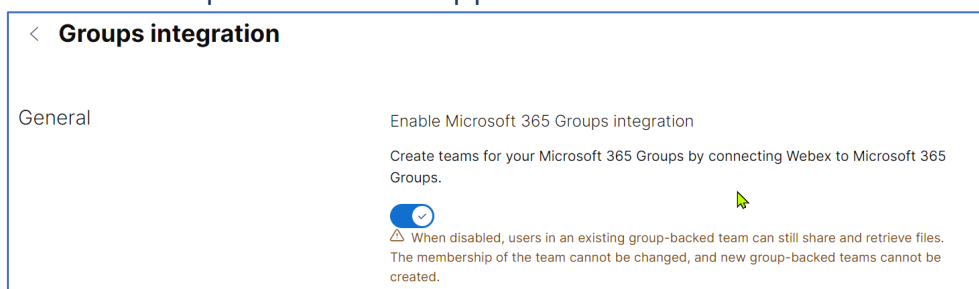 Groups integration
General
Enable Microsoft 365 Groups integration
Create teams for your Microsoft 365 Groups by connecting Webex to Microsoft 365
Groups.
When disabled, users in an existing group-backed team can still share and retrieve files.
The membership of the team cannot be changed, and new group-backed teams cannot be
created.